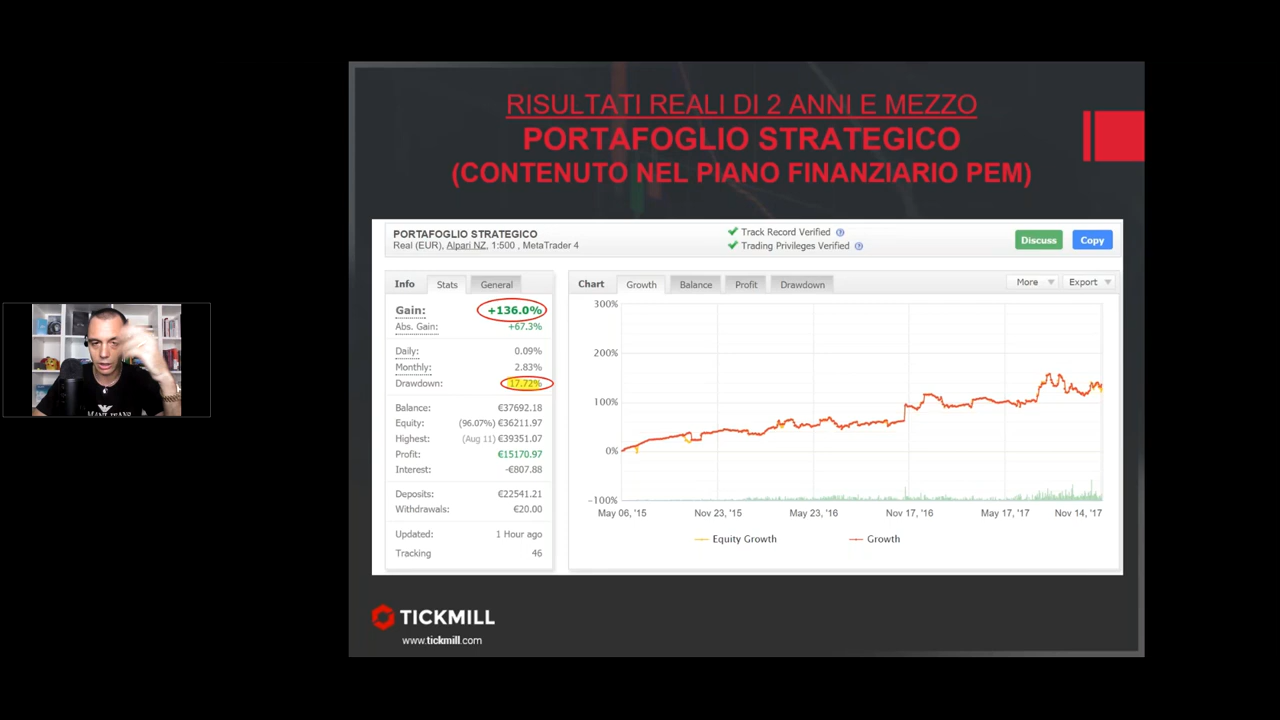 RISULTATI REALI DI 2 ANNI E MEZZO
PORTAFOGLIO STRATEGICO
(CONTENUTO NEL PIANO FINANZIARIO PEM)
PORTAFOGLIO STRATEGICO
Real (EUR), Alpari NZ, 1:500 , MetaTrader 4
Track Record Verified
Trading Privileges Verified
Discuss
Copy
Info Stats General
Gain: +136.0%
Abs. Gain: +67.3%
Daily: 0.09%
Monthly: 2.83%
Drawdown: 17.72%
Balance: €37692.18
Equity: (96.07%) €36211.97
Highest: (Aug 11) €39351.07
Profit: €15170.97
Interest: -€807.88
Deposits: €22541.21
Withdrawals: €20.00
Updated: 1 Hour ago
Tracking 46
Chart Growth Balance Profit Drawdown More Export
300%
200%
100%
0%
-100%
May 06, '15 Nov 23, '15 May 23, '16 Nov 17, '16 May 17, '17 Nov 14, '17
Equity Growth Growth
TICKMILL
www.tickmill.com